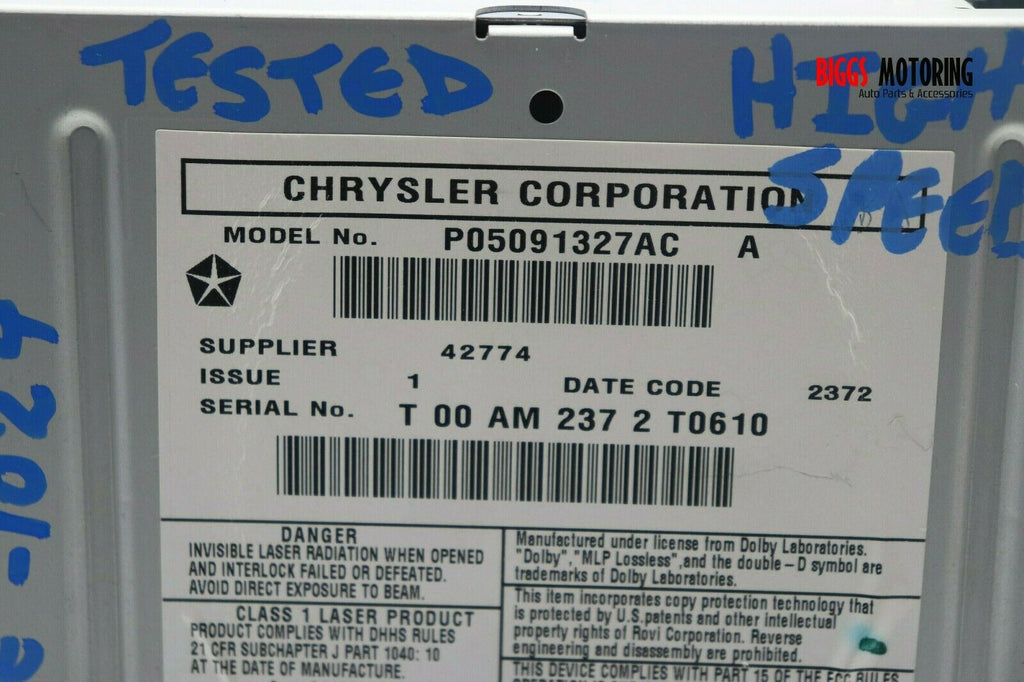 TESTED
HIGH
SPEED
BIGGS MOTORING
Auto Parts & Accessories
CHRYSLER CORPORATION
MODEL No. P05091327AC A
SUPPLIER 42774
ISSUE 1 DATE CODE 2372
SERIAL No. T 00 AM 237 2 T0610
-1024
DANGER
INVISIBLE LASER RADIATION WHEN OPENED
AND INTERLOCK FAILED OR DEFEATED.
AVOID DIRECT EXPOSURE TO BEAM.
CLASS 1 LASER PRODUCT
PRODUCT COMPLIES WITH DHHS RULES
21 CFR SUBCHAPTER J PART 1040: 10
AT THE DATE OF MANUFACTURE.
Manufactured under license from Dolby Laboratories.
"Dolby","MLP Lossless",and the double-D symbol are
trademarks of Dolby Laboratories.
This item incorporates copy protection technology that
is protected by U.S.patents and other intellectual
property rights of Rovi Corporation. Reverse
engineering and disassembly are prohibited.
THIS DEVICE COMPLIES WITH PART 15 OF THE FCC RULES